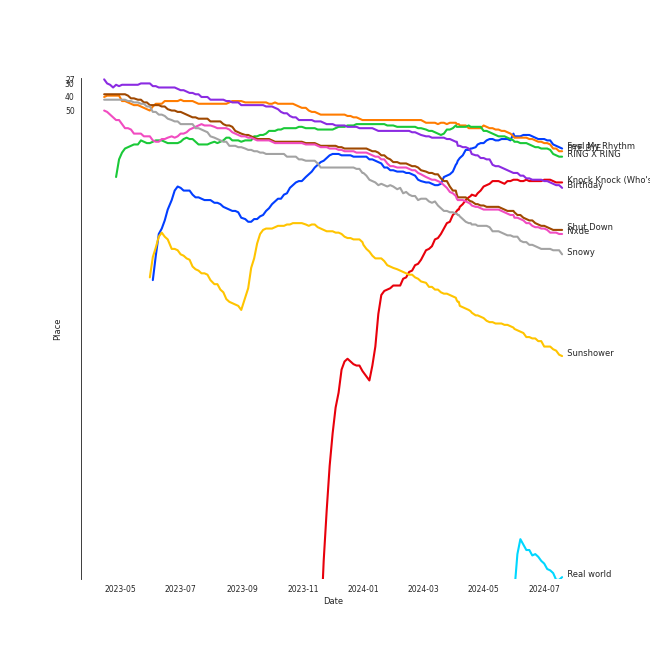 30
40
50
Place
Feel My Rhythm
RING X RING
Knock Knock (Who's
Birthday
Shut Down
Nxde
Snowy
Sunshower
Real world
2023-05
2023-07
2023-09
2023-11
2024-01
2024-03
2024-05
2024-07
Date